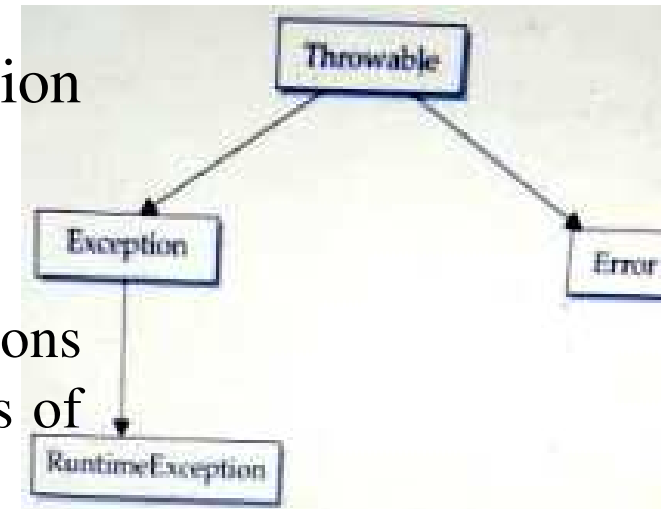 Throwable
ion
Exception
Error
ons
s of
RuntimeException